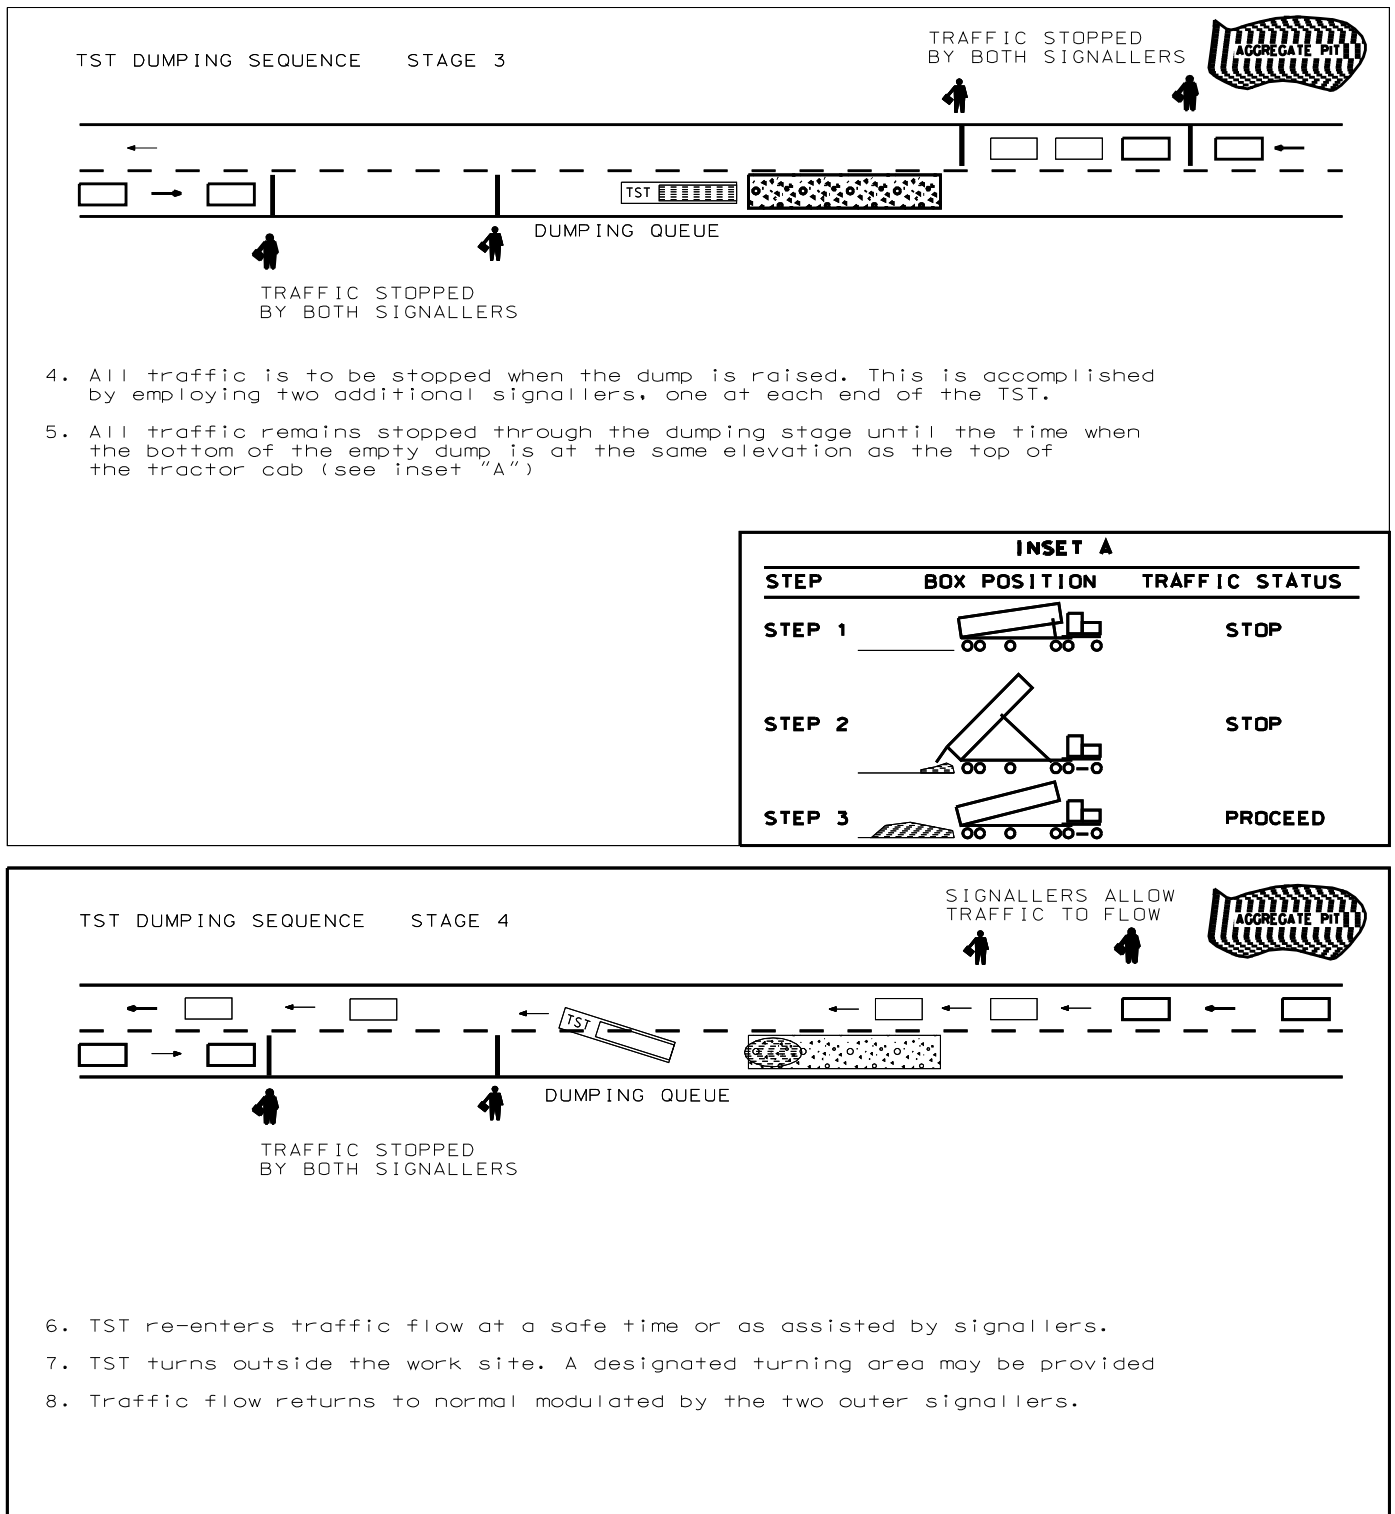 TST DUMPING SEQUENCE STAGE 3
TRAFFIC STOPPED
BY BOTH SIGNALLERS
AGGREGATE PIT
TST
DUMPING QUEUE
TRAFFIC STOPPED
BY BOTH SIGNALLERS
4. All traffic is to be stopped when the dump is raised. This is accomplished
by employing two additional signallers, one at each end of the TST.
5. All traffic remains stopped through the dumping stage until the time when
the bottom of the empty dump is at the same elevation as the top of
the tractor cab (see inset "A")
INSET A
STEP BOX POSITION TRAFFIC STATUS
STEP 1 STOP
STEP 2 STOP
STEP 3 PROCEED
TST DUMPING SEQUENCE STAGE 4
SIGNALLERS ALLOW
TRAFFIC TO FLOW
AGGREGATE PIT
TST
DUMPING QUEUE
TRAFFIC STOPPED
BY BOTH SIGNALLERS
6. TST re-enters traffic flow at a safe time or as assisted by signallers.
7. TST turns outside the work site. A designated turning area may be provided
8. Traffic flow returns to normal modulated by the two outer signallers.